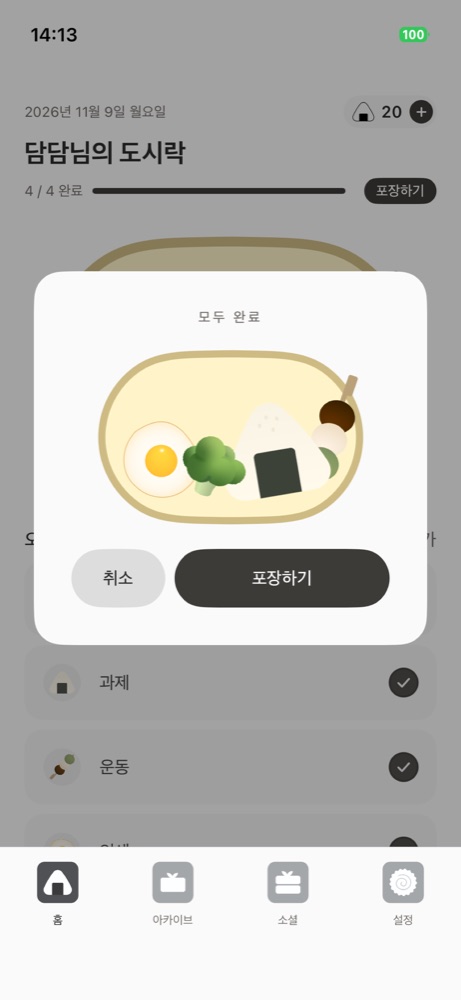 14:13
100
2026년 11월 9일 월요일
20
담담님의 도시락
4 / 4 완료
포장하기
모두 완료
취소
포장하기
과제
운동
홈
아카이브
소셜
설정